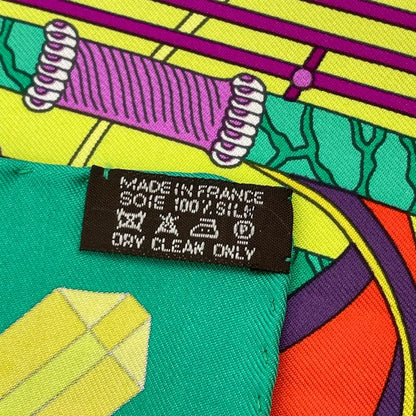 MADE IN FRANCE
SOIE 100% SILK
P
DRY CLEAN ONLY